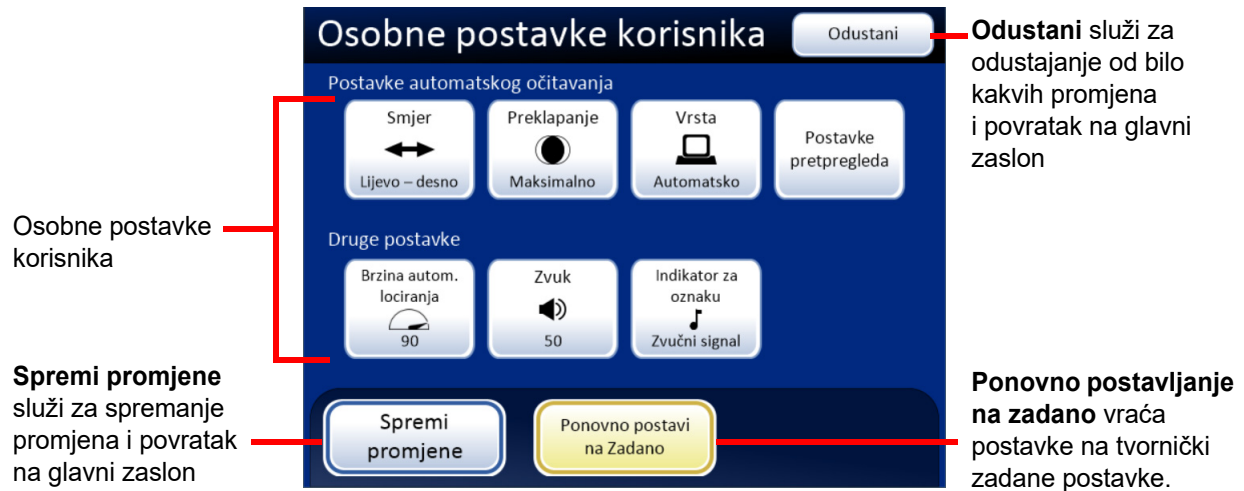 Osobne postavke korisnika
Odustani
Postavke automatskog očitavanja
Smjer
Lijevo – desno
Preklapanje
Maksimalno
Vrsta
Automatsko
Postavke
pretpregleda
Druge postavke
Brzina autom.
lociranja
90
Zvuk
50
Indikator za
oznaku
Zvučni signal
Spremi
promjene
Ponovno postavi
na Zadano
Osobne postavke
korisnika
Spremi promjene
služi za spremanje
promjena i povratak
na glavni zaslon
Odustani služi za
odustajanje od bilo
kakvih promjena
i povratak na glavni
zaslon
Ponovno postavljanje
na zadano vraća
postavke na tvornički
zadane postavke.